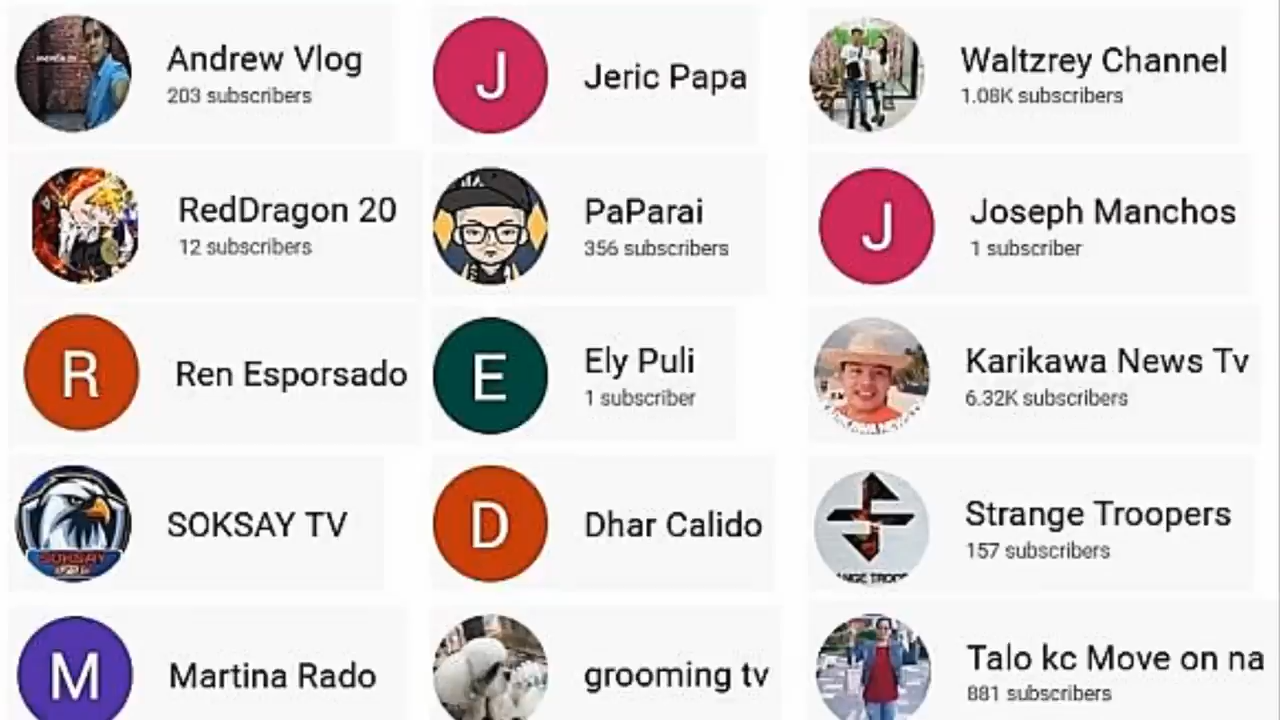 Andrew Vlog
203 subscribers
J
Jeric Papa
Waltzrey Channel
1.08K subscribers
RedDragon 20
12 subscribers
PaParai
356 subscribers
J
Joseph Manchos
1 subscriber
R
Ren Esporsado
E
Ely Puli
1 subscriber
Karikawa News Tv
6.32K subscribers
SOKSAY
SOKSAY TV
D
Dhar Calido
Strange Troopers
157 subscribers
M
Martina Rado
grooming tv
Talo kc Move on na
881 subscribers